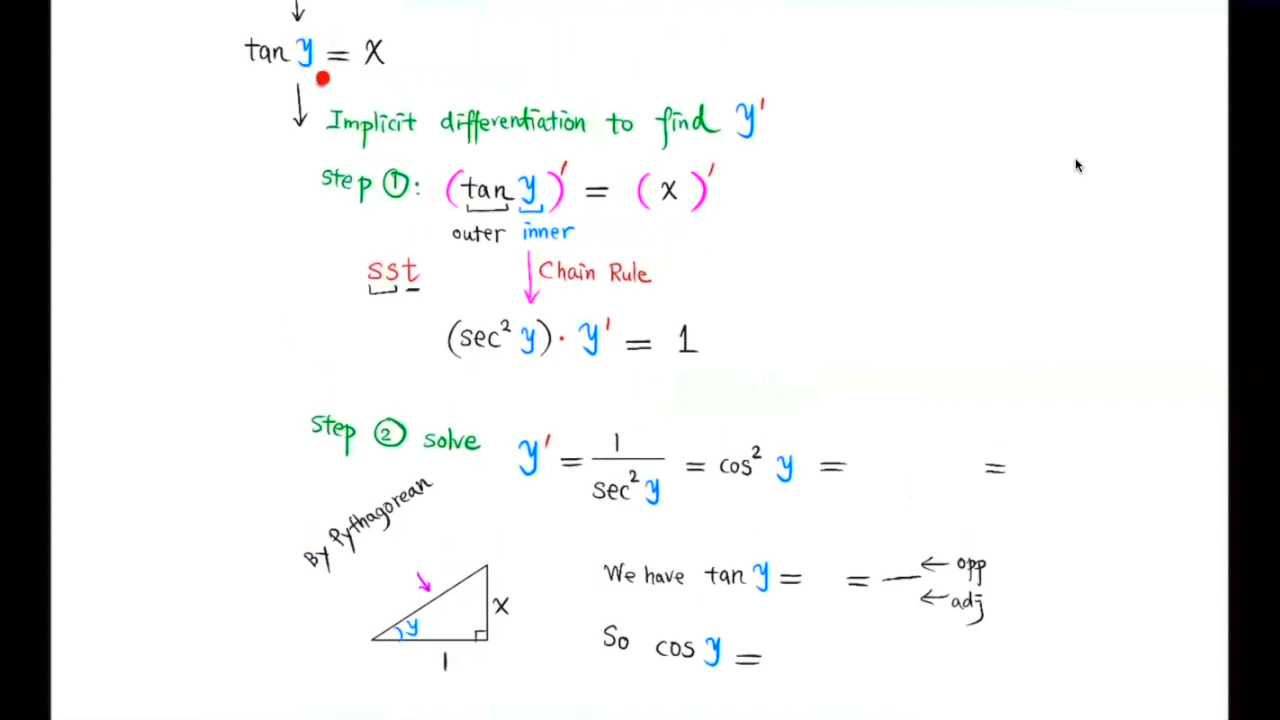 ↓
tan y = x
↓ Implicit differentiation to find y'
Step ①: (tan y)' = (x)'
outer inner
sst
Chain Rule
(sec² y) · y' = 1
Step ② solve y' = 1/sec² y = cos² y = =
By Pythagorean
We have tan y = = — ← opp
← adj
x
y
1
So cos y =